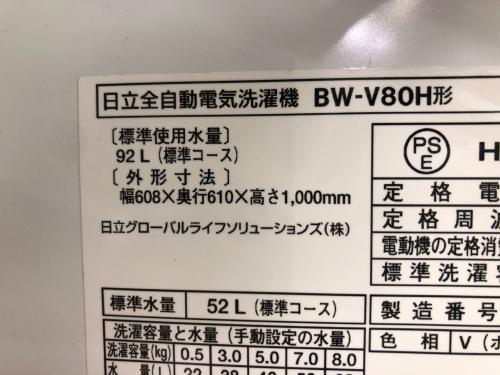 日立全自動電気洗濯機 BW-V80H形
〔標準使用水量〕
92 L (標準コース)
〔外形寸法〕
幅608×奥行610×高さ1,000mm
日立グローバルライフソリューションズ(株)
PS
E
H
定格電
定格周
電動機の定格消
標準洗濯
標準水量 52 L (標準コース)
製造番号
洗濯容量と水量 (手動設定の水量)
色相 V (
洗濯容量(kg) 0.5 3.0 5.0 7.0 8.0
水量(L)